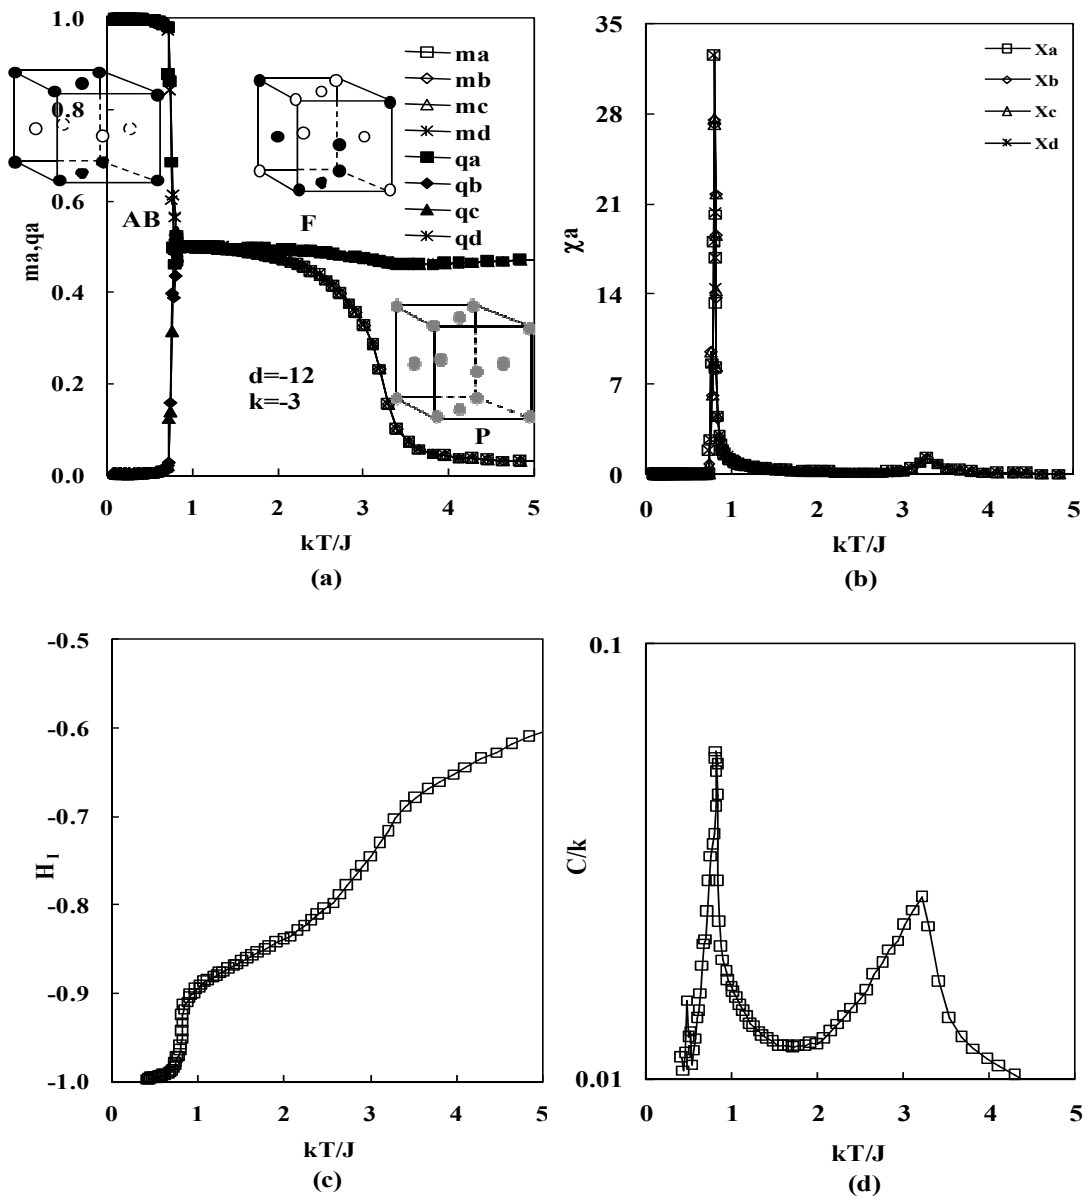 1.0
0.8
0.6
0.4
0.2
0.0
ma,qa
0 1 2 3 4 5
kT/J
(a)
AB
F
P
d=-12
k=-3
ma
mb
mc
md
qa
qb
qc
qd
35
28
21
14
7
0
χa
0 1 2 3 4 5
kT/J
(b)
Xa
Xb
Xc
Xd
-0.5
-0.6
-0.7
-0.8
-0.9
-1.0
H₁
0 1 2 3 4 5
kT/J
(c)
0.1
0.01
C/k
0 1 2 3 4 5
kT/J
(d)